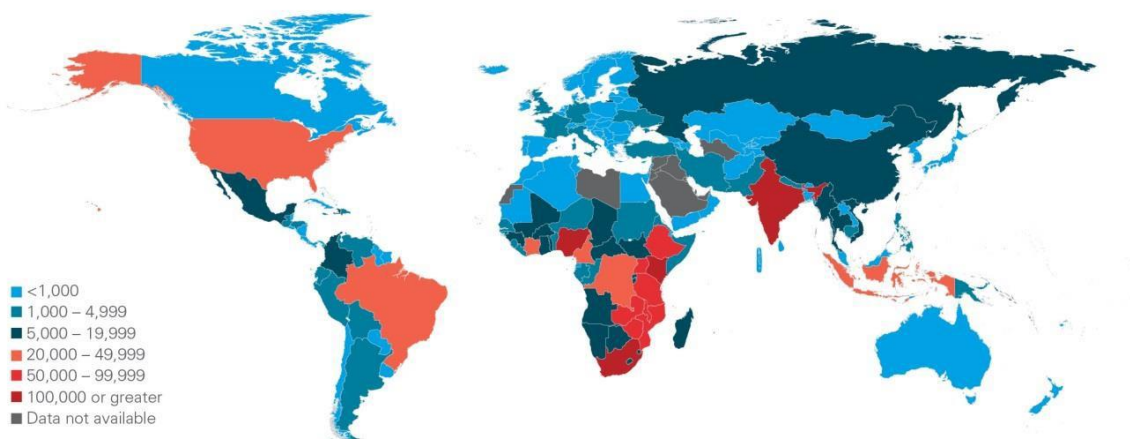 <1,000
1,000 – 4,999
5,000 – 19,999
20,000 – 49,999
50,000 – 99,999
100,000 or greater
Data not available